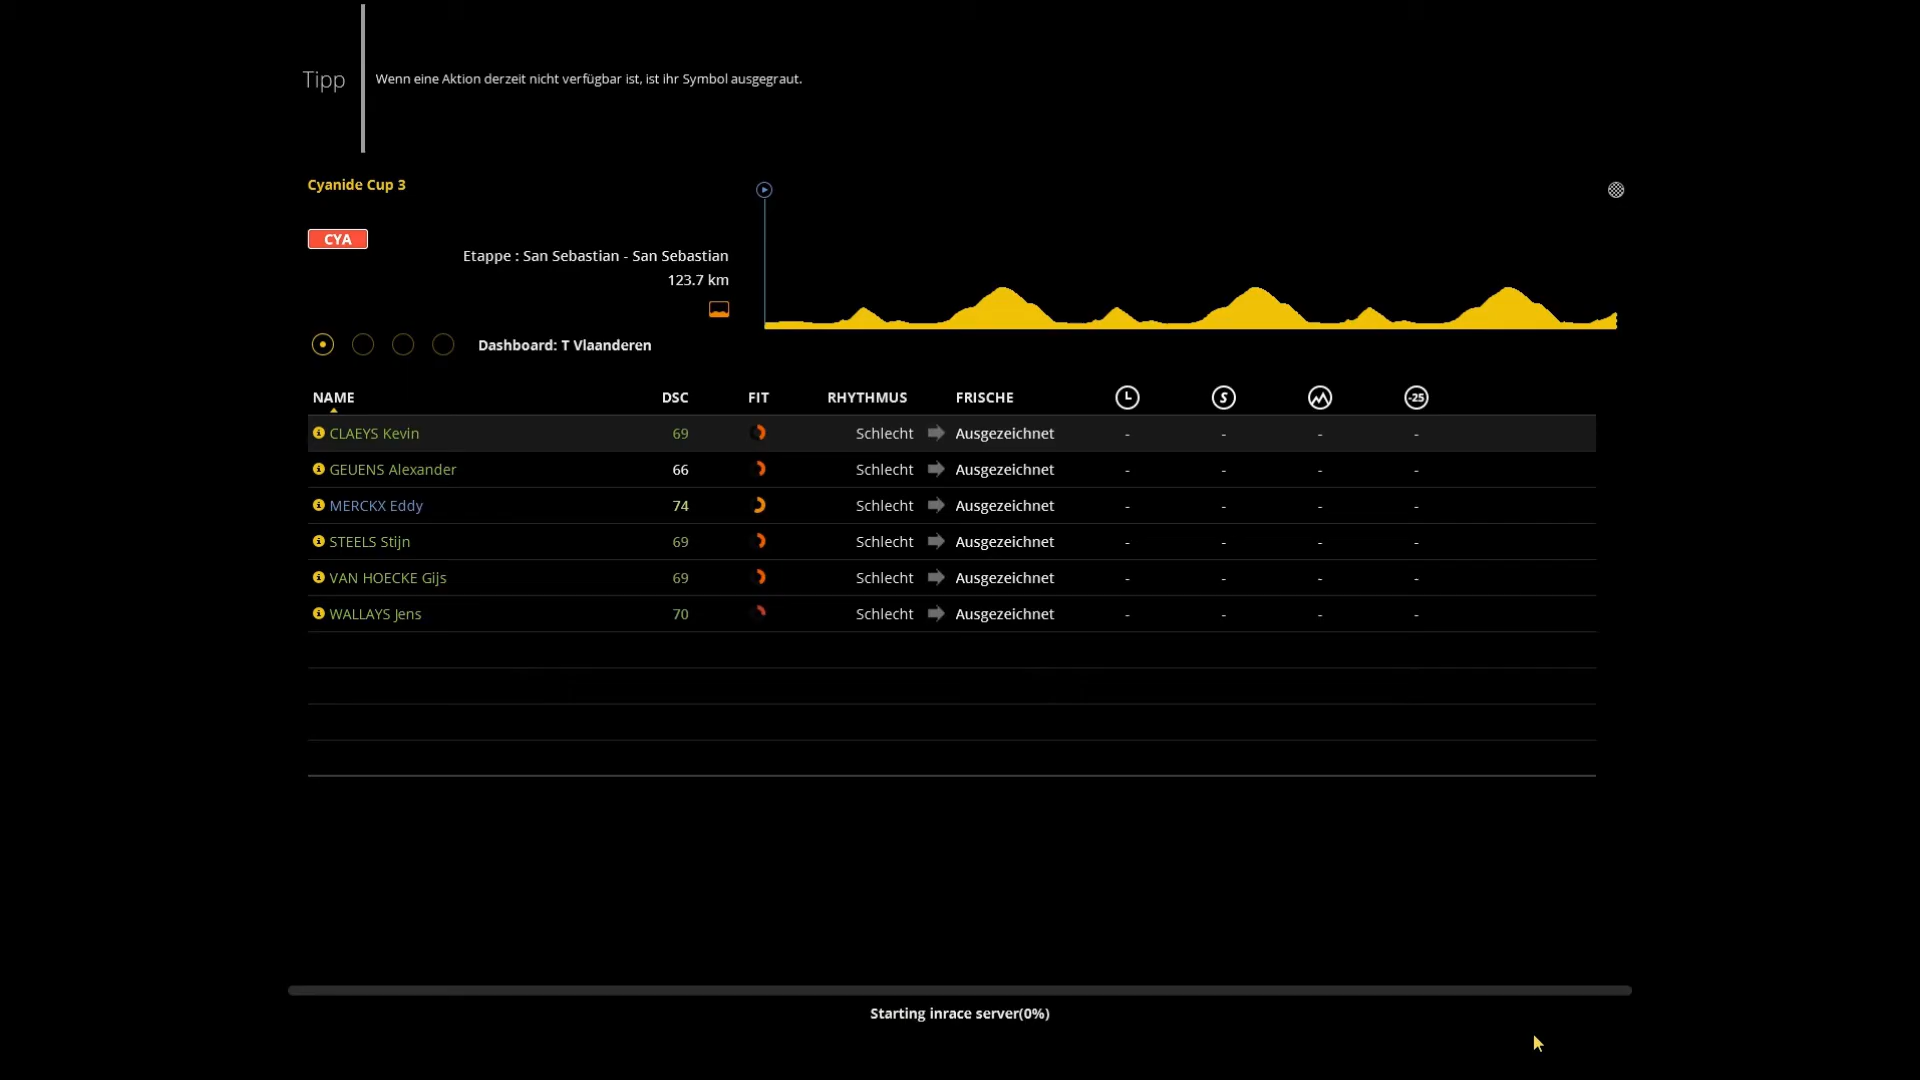 Tipp
Wenn eine Aktion derzeit nicht verfügbar ist, ist ihr Symbol ausgegraut.
Cyanide Cup 3
CYA
Etappe : San Sebastian - San Sebastian
123.7 km
Dashboard: T Vlaanderen
NAME DSC FIT RHYTHMUS FRISCHE S -25
CLAEYS Kevin 69 Schlecht Ausgezeichnet - - - -
GEUENS Alexander 66 Schlecht Ausgezeichnet - - - -
MERCKX Eddy 74 Schlecht Ausgezeichnet - - - -
STEELS Stijn 69 Schlecht Ausgezeichnet - - - -
VAN HOECKE Gijs 69 Schlecht Ausgezeichnet - - - -
WALLAYS Jens 70 Schlecht Ausgezeichnet - - - -
Starting inrace server(0%)